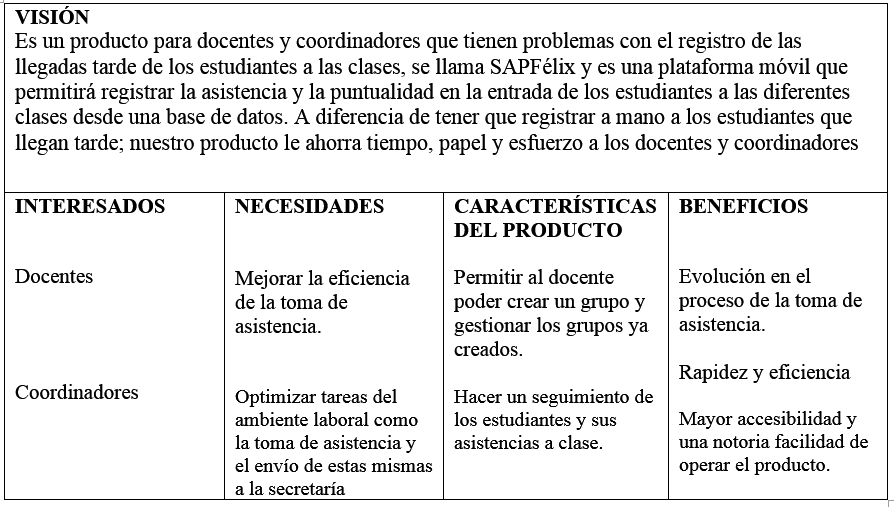 VISIÓN
Es un producto para docentes y coordinadores que tienen problemas con el registro de las
llegadas tarde de los estudiantes a las clases, se llama SAPFélix y es una plataforma móvil que
permitirá registrar la asistencia y la puntualidad en la entrada de los estudiantes a las diferentes
clases desde una base de datos. A diferencia de tener que registrar a mano a los estudiantes que
llegan tarde; nuestro producto le ahorra tiempo, papel y esfuerzo a los docentes y coordinadores
INTERESADOS
Docentes
Coordinadores
NECESIDADES
Mejorar la eficiencia
de la toma de
asistencia.
Optimizar tareas del
ambiente laboral como
la toma de asistencia y
el envío de estas mismas
a la secretaría
CARACTERÍSTICAS
DEL PRODUCTO
Permitir al docente
poder crear un grupo y
gestionar los grupos ya
creados.
Hacer un seguimiento de
los estudiantes y sus
asistencias a clase.
BENEFICIOS
Evolución en el
proceso de la toma de
asistencia.
Rapidez y eficiencia
Mayor accesibilidad y
una notoria facilidad de
operar el producto.